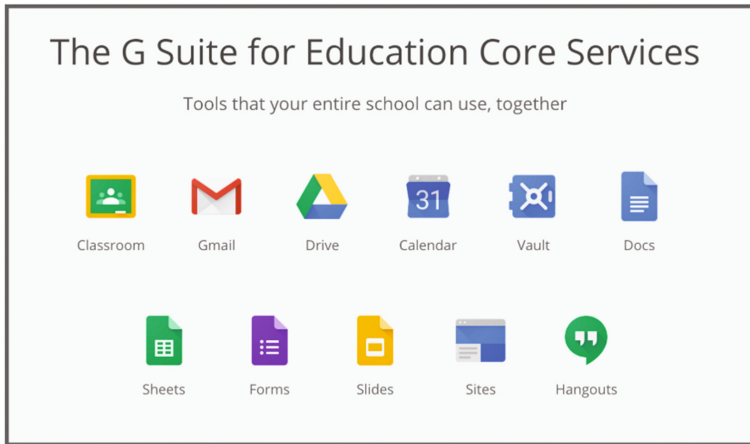 The G Suite for Education Core Services
Tools that your entire school can use, together
31
Classroom Gmail Drive Calendar Vault Docs
Sheets Forms Slides Sites Hangouts